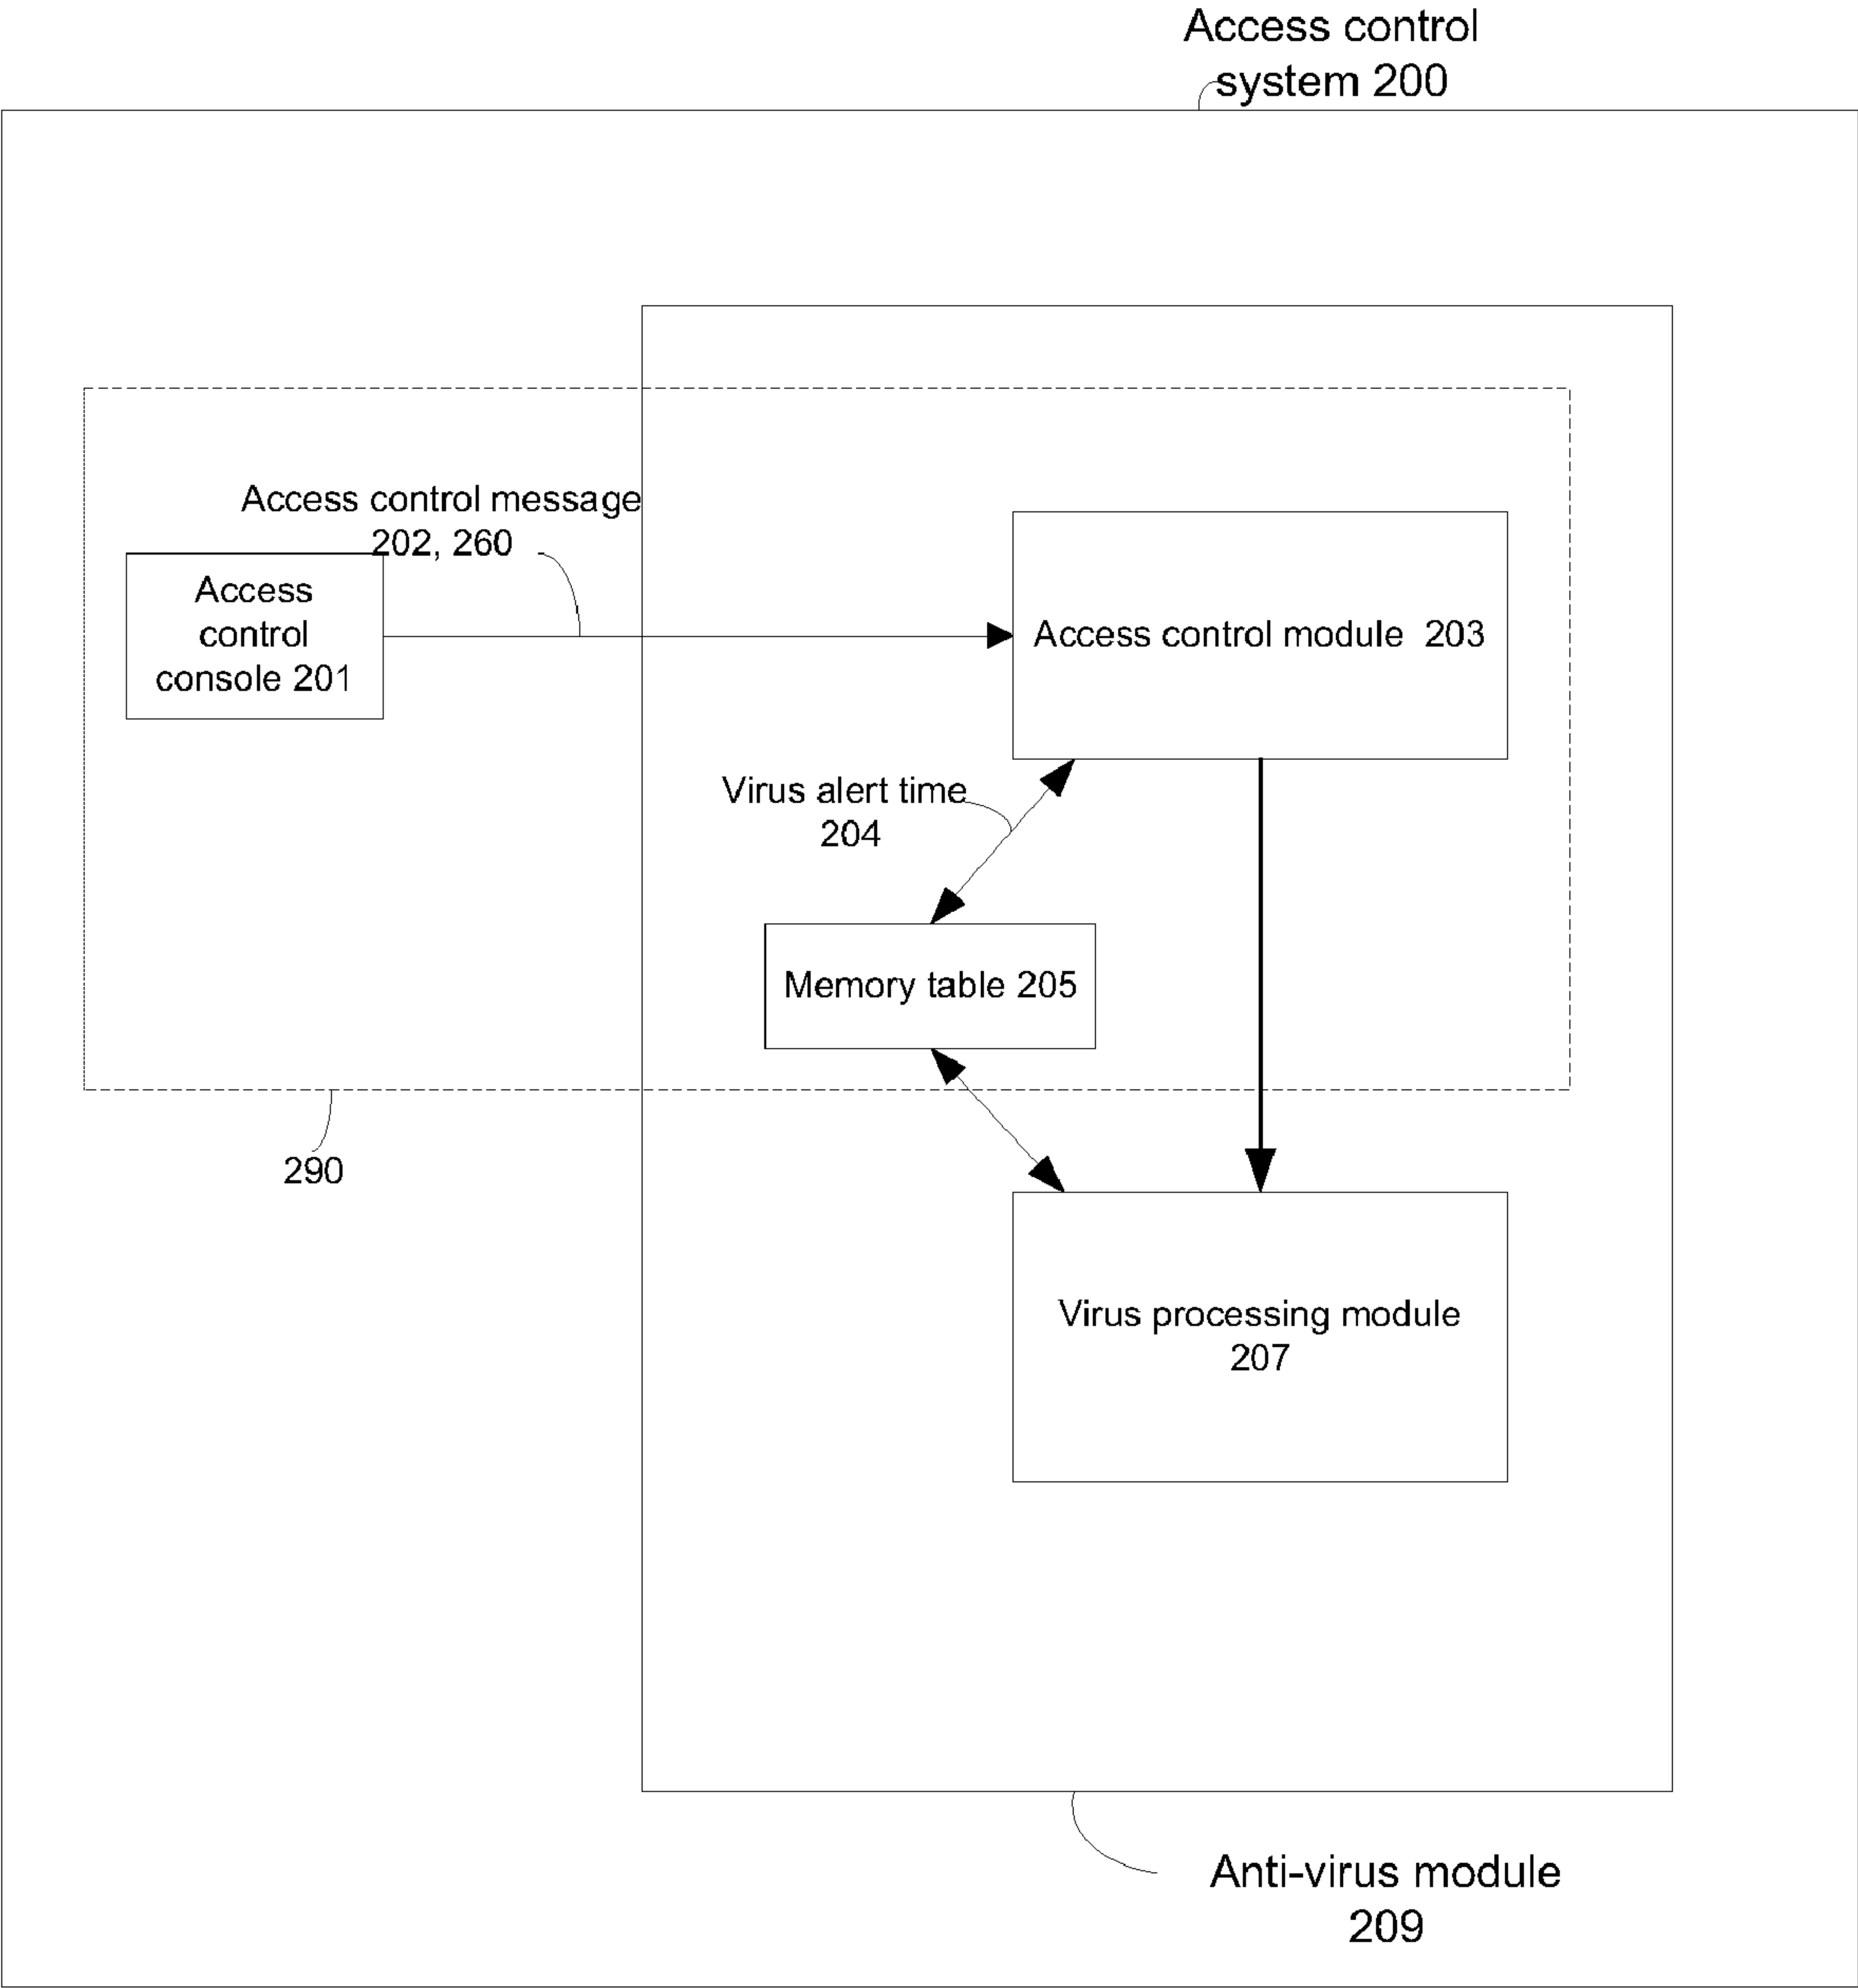 Access control
system 200
Access control message
202, 260
Access
control
console 201
Access control module 203
Virus alert time
204
Memory table 205
290
Virus processing module
207
Anti-virus module
209